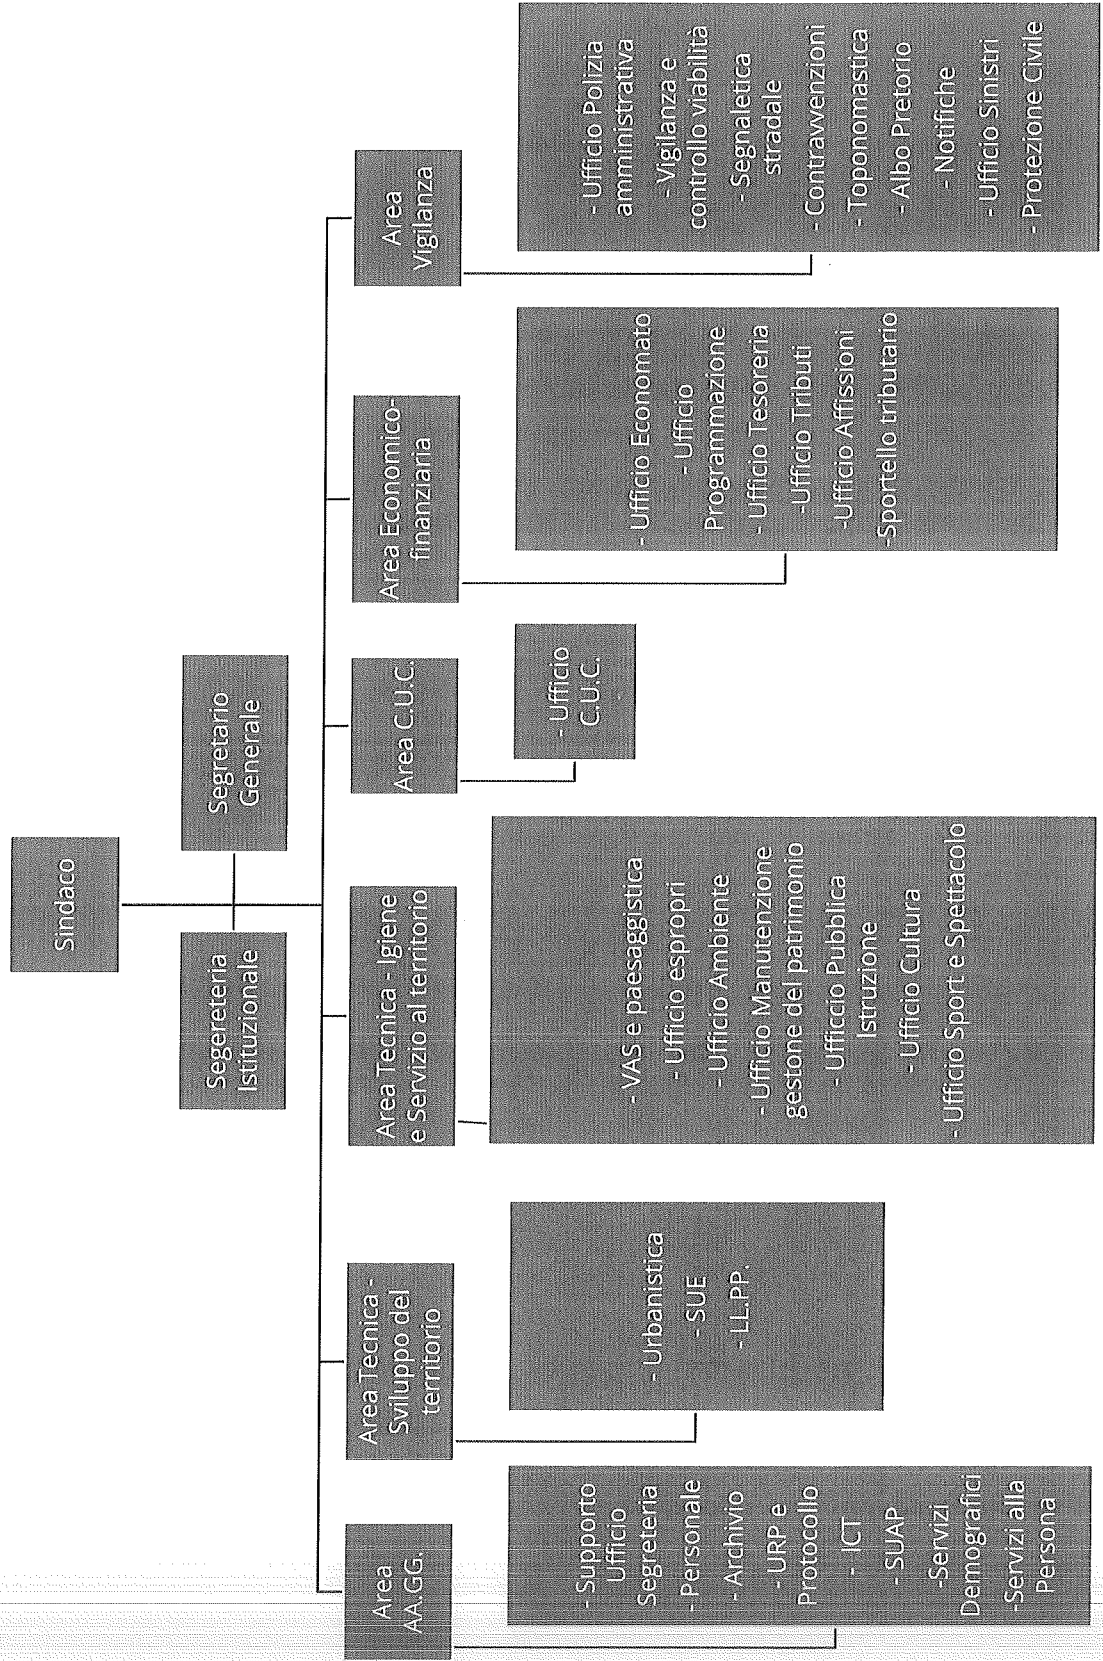 Sindaco
Segereteria
Istituzionale
Segretario
Generale
Area
AA.GG.
- Supporto
Ufficio
Segreteria
- Personale
- Archivio
- URP e
Protocollo
- ICT
- SUAP
-Servizi
Demografici
-Servizi alla
Persona
Area Tecnica -
Sviluppo del
territorio
- Urbanistica
- SUE
- LL.PP.
Area Tecnica - Igiene
e Servizio al territorio
- VAS e paesaggistica
- Ufficio espropri
- Ufficio Ambiente
- Ufficio Manutenzione
gestone del patrimonio
- Ufficcio Pubblica
Istruzione
- Ufficio Cultura
- Ufficio Sport e Spettacolo
Area C.U.C.
- Ufficio
C.U.C.
Area Economico-
finanziaria
- Ufficio Economato
- Ufficio
Programmazione
- Ufficio Tesoreria
-Ufficio Tributi
-Ufficio Affissioni
-Sportello tributario
Area
Vigilanza
- Ufficio Polizia
amministrativa
- Vigilanza e
controllo viabilità
- Segnaletica
stradale
- Contravvenzioni
- Toponomastica
- Albo Pretorio
- Notifiche
- Ufficio Sinistri
- Protezione Civile